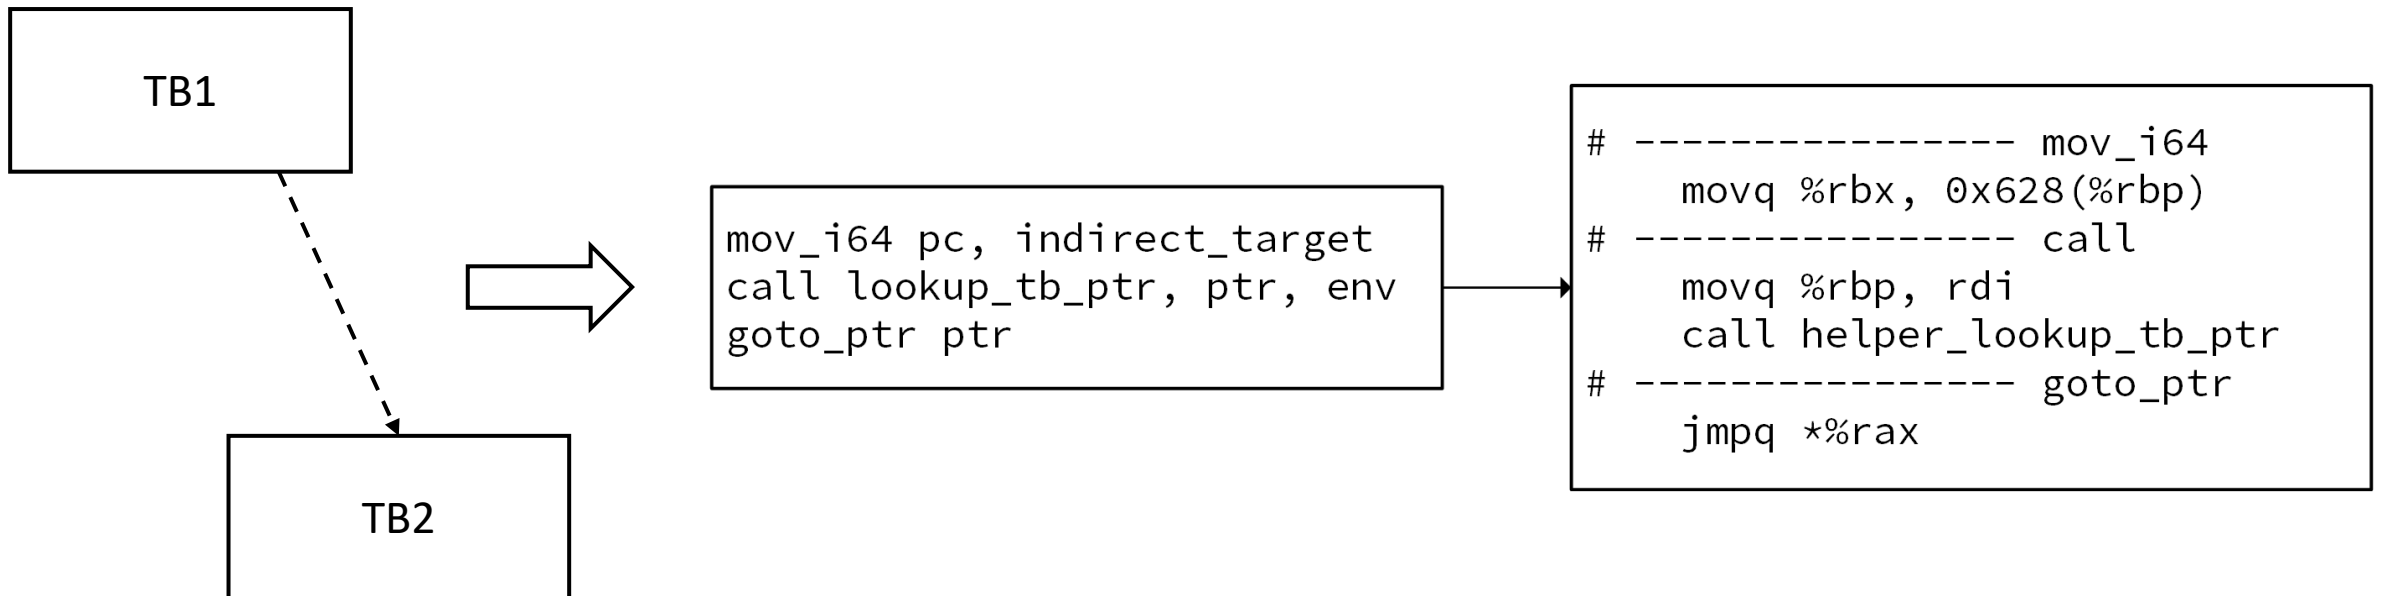 TB1
TB2
mov_i64 pc, indirect_target
call lookup_tb_ptr, ptr, env
goto_ptr ptr
# ---------------- mov_i64
movq %rbx, 0x628(%rbp)
# ---------------- call
movq %rbp, rdi
call helper_lookup_tb_ptr
# ---------------- goto_ptr
jmpq *%rax